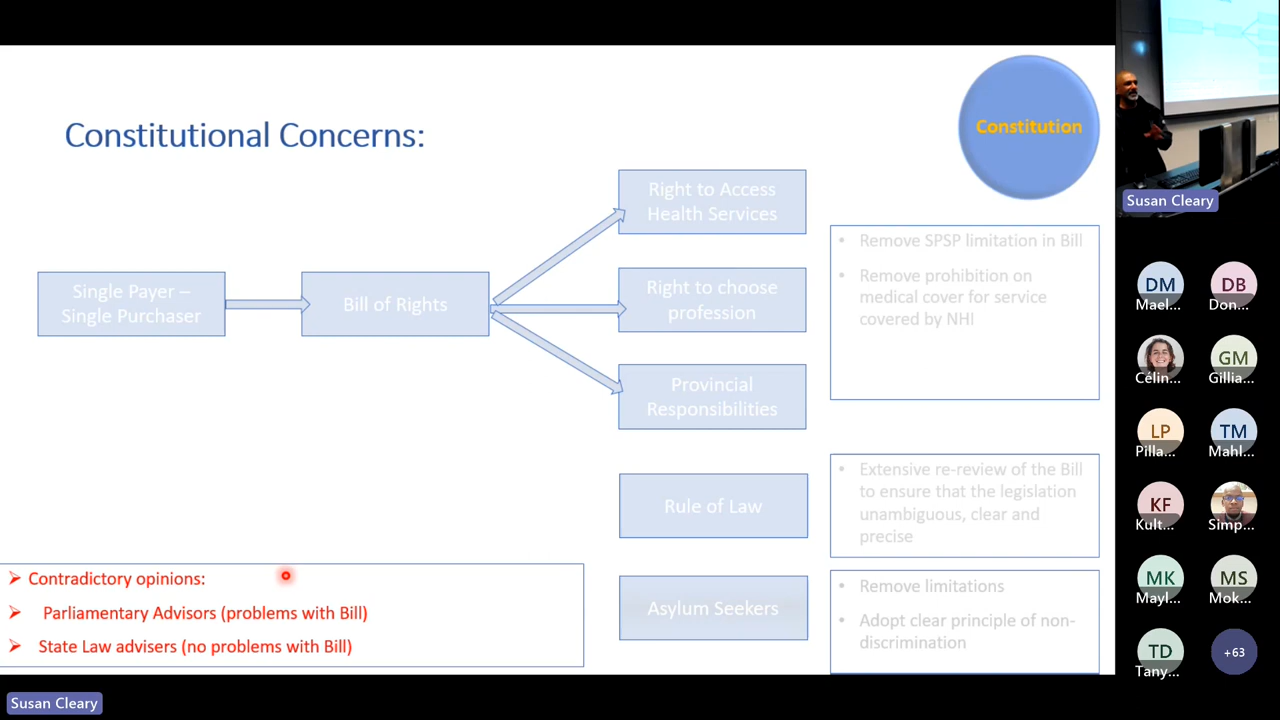 Constitutional Concerns:
Constitution
Single Payer –
Single Purchaser
Bill of Rights
Right to Access
Health Services
Right to choose
profession
Provincial
Responsibilities
Rule of Law
Asylum Seekers
• Remove SPSP limitation in Bill
• Remove prohibition on
medical cover for service
covered by NHI
• Extensive re-review of the Bill
to ensure that the legislation
unambiguous, clear and
precise
• Remove limitations
• Adopt clear principle of non-
discrimination
➢ Contradictory opinions:
➢ Parliamentary Advisors (problems with Bill)
➢ State Law advisers (no problems with Bill)
Susan Cleary
Susan Cleary
DM
Mael...
DB
Don...
Célin...
GM
Gillia...
LP
Pilla...
TM
Mahl...
KF
Kult...
Simp...
MK
Mayl...
MS
Mok...
TD
Tany...
+63